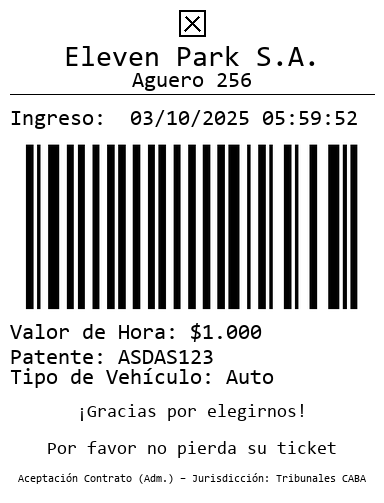 Eleven Park S.A.
Aguero 256
Ingreso: 03/10/2025 05:59:52
Valor de Hora: $1.000
Patente: ASDAS123
Tipo de Vehículo: Auto
¡Gracias por elegirnos!
Por favor no pierda su ticket
Aceptación Contrato (Adm.) – Jurisdicción: Tribunales CABA